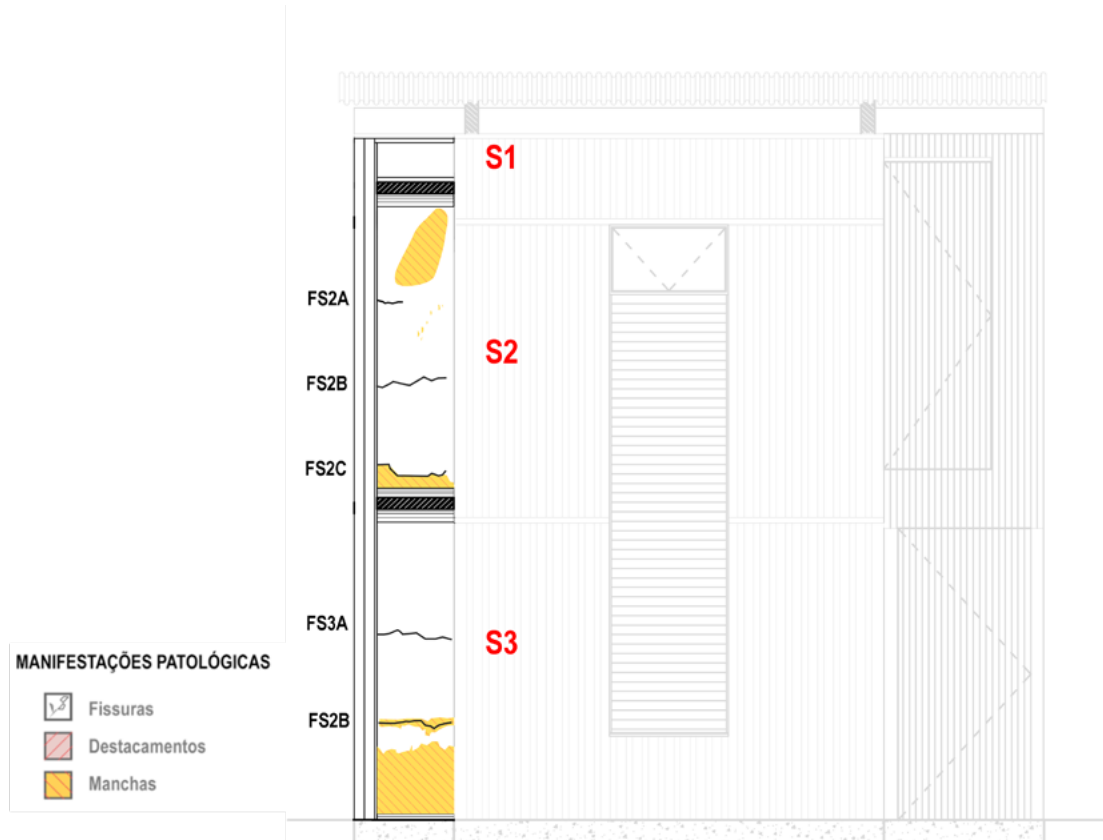 S1
FS2A
S2
FS2B
FS2C
FS3A
S3
FS2B
MANIFESTAÇÕES PATOLÓGICAS
Fissuras
Destacamentos
Manchas